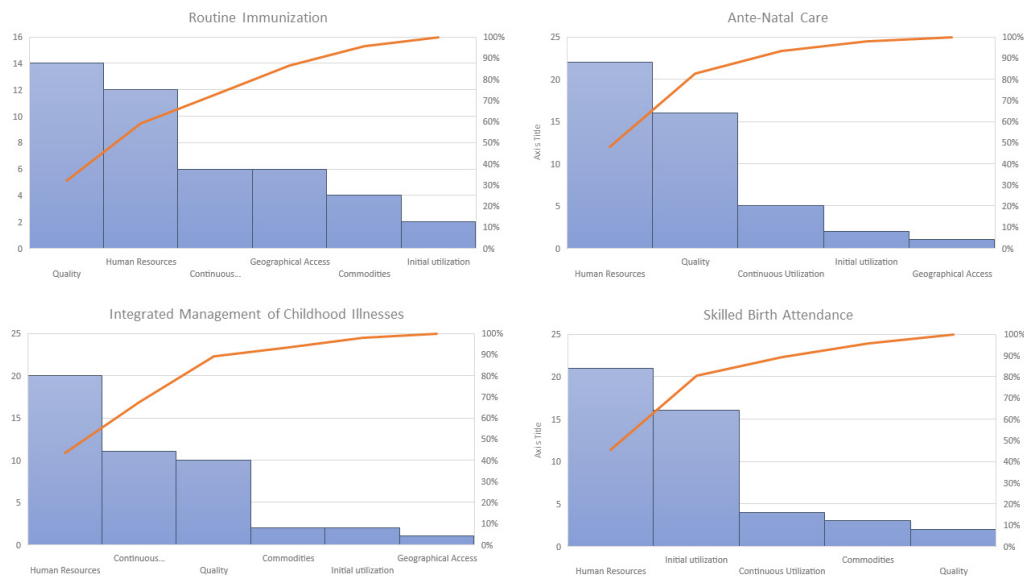 Routine Immunization
16
14
12
10
8
6
4
2
0
100%
90%
80%
70%
60%
50%
40%
30%
20%
10%
0%
Quality
Human Resources
Continuous...
Geographical Access
Commodities
Initial utilization
Ante-Natal Care
Axis Title
25
20
15
10
5
0
100%
90%
80%
70%
60%
50%
40%
30%
20%
10%
0%
Human Resources
Quality
Continuous Utilization
Initial utilization
Geographical Access
Integrated Management of Childhood Illnesses
25
20
15
10
5
0
100%
90%
80%
70%
60%
50%
40%
30%
20%
10%
0%
Human Resources
Continuous...
Quality
Commodities
Initial utilization
Geographical Access
Skilled Birth Attendance
Axis Title
25
20
15
10
5
0
100%
90%
80%
70%
60%
50%
40%
30%
20%
10%
0%
Human Resources
Initial utilization
Continuous Utilization
Commodities
Quality